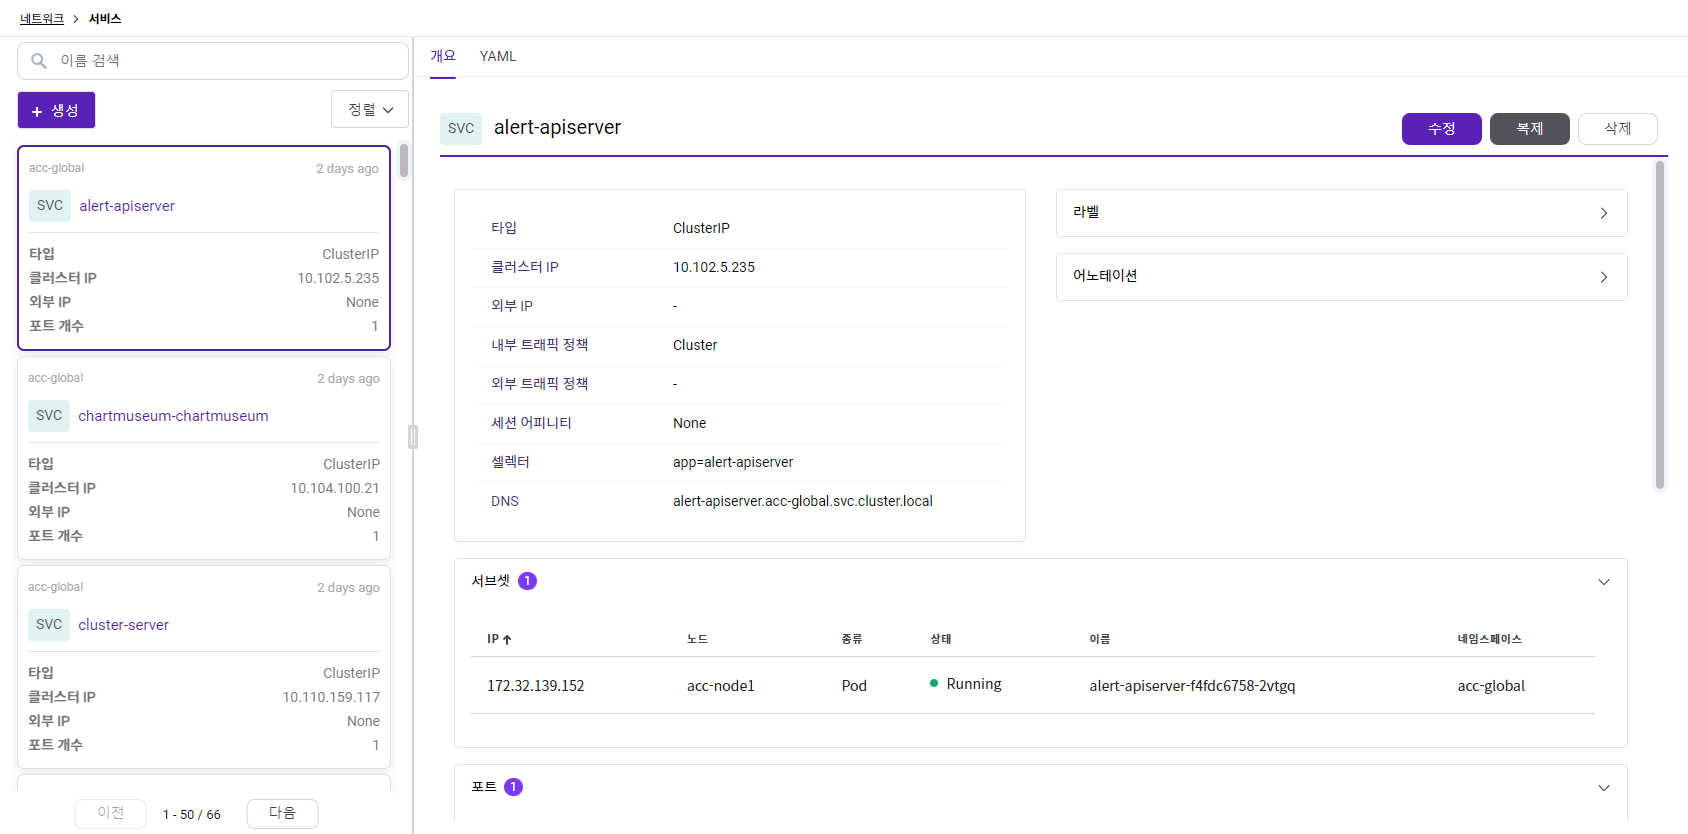 네트워크 > 서비스
이름 검색
+ 생성
정렬
acc-global 2 days ago
SVC alert-apiserver
타입 ClusterIP
클러스터 IP 10.102.5.235
외부 IP None
포트 개수 1
acc-global 2 days ago
SVC chartmuseum-chartmuseum
타입 ClusterIP
클러스터 IP 10.104.100.21
외부 IP None
포트 개수 1
acc-global 2 days ago
SVC cluster-server
타입 ClusterIP
클러스터 IP 10.110.159.117
외부 IP None
포트 개수 1
이전 1 - 50 / 66 다음
개요 YAML
SVC alert-apiserver 수정 복제 삭제
타입 ClusterIP
클러스터 IP 10.102.5.235
외부 IP -
내부 트래픽 정책 Cluster
외부 트래픽 정책 -
세션 어피니티 None
셀렉터 app=alert-apiserver
DNS alert-apiserver.acc-global.svc.cluster.local
라벨
어노테이션
서브셋 1
IP 노드 종류 상태 이름 네임스페이스
172.32.139.152 acc-node1 Pod Running alert-apiserver-f4fdc6758-2vtgq acc-global
포트 1